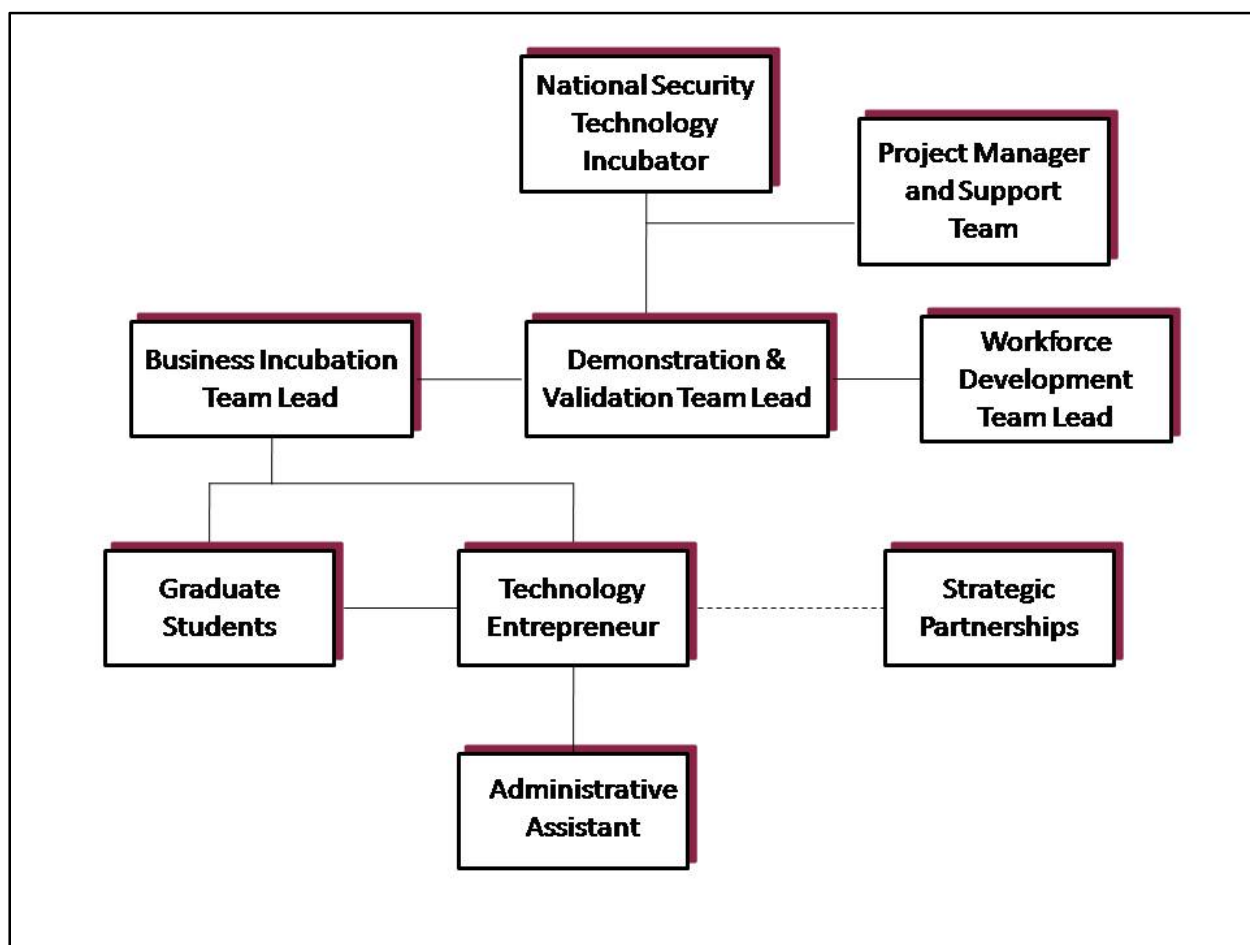 National Security
Technology
Incubator
Project Manager
and Support
Team
Business Incubation
Team Lead
Demonstration &
Validation Team Lead
Workforce
Development
Team Lead
Graduate
Students
Technology
Entrepreneur
Strategic
Partnerships
Administrative
Assistant